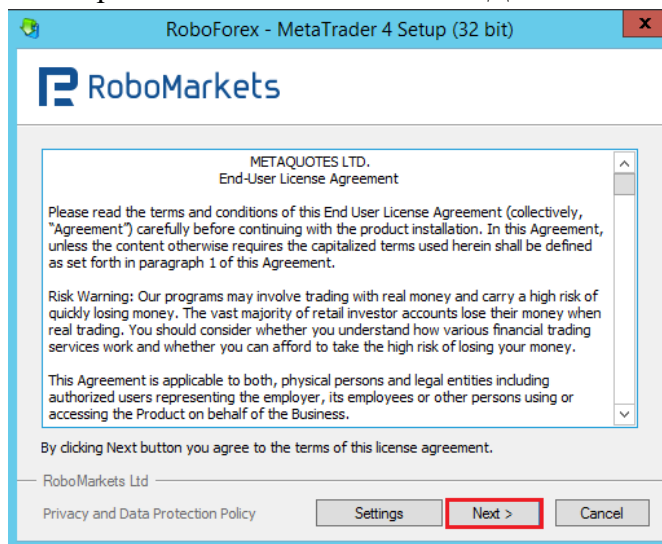 RoboForex - MetaTrader 4 Setup (32 bit)
x
RoboMarkets
METAQUOTES LTD.
End-User License Agreement
Please read the terms and conditions of this End User License Agreement (collectively,
"Agreement") carefully before continuing with the product installation. In this Agreement,
unless the content otherwise requires the capitalized terms used herein shall be defined
as set forth in paragraph 1 of this Agreement.
Risk Warning: Our programs may involve trading with real money and carry a high risk of
quickly losing money. The vast majority of retail investor accounts lose their money when
real trading. You should consider whether you understand how various financial trading
services work and whether you can afford to take the high risk of losing your money.
This Agreement is applicable to both, physical persons and legal entities including
authorized users representing the employer, its employees or other persons using or
accessing the Product on behalf of the Business.
By clicking Next button you agree to the terms of this license agreement.
RoboMarkets Ltd
Privacy and Data Protection Policy Settings Next > Cancel